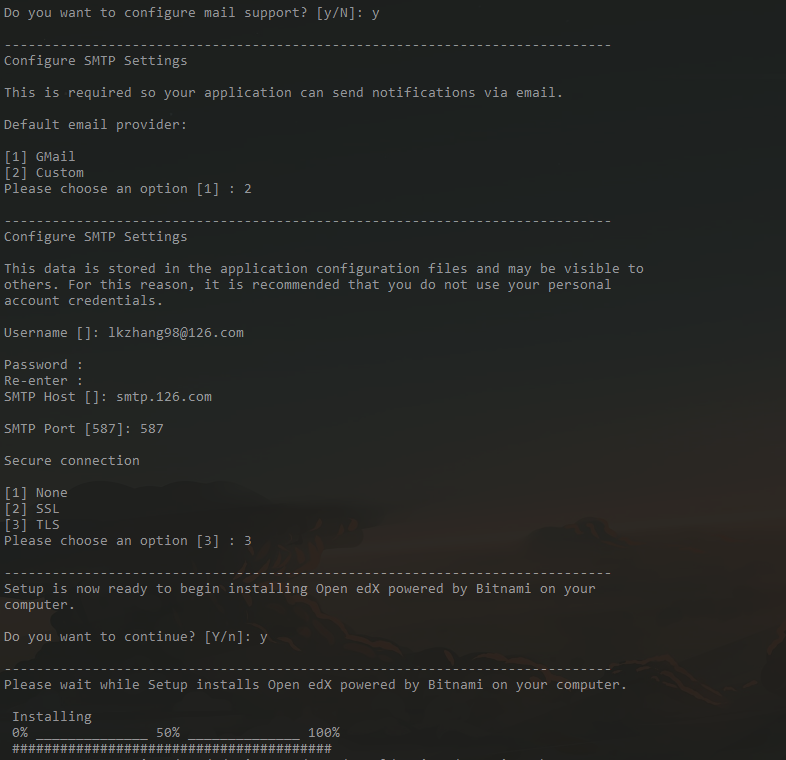 Do you want to configure mail support? [y/N]: y
----------------------------------------------------------------------------
Configure SMTP Settings
This is required so your application can send notifications via email.
Default email provider:
[1] GMail
[2] Custom
Please choose an option [1] : 2
----------------------------------------------------------------------------
Configure SMTP Settings
This data is stored in the application configuration files and may be visible to
others. For this reason, it is recommended that you do not use your personal
account credentials.
Username []: lkzhang98@126.com
Password :
Re-enter :
SMTP Host []: smtp.126.com
SMTP Port [587]: 587
Secure connection
[1] None
[2] SSL
[3] TLS
Please choose an option [3] : 3
----------------------------------------------------------------------------
Setup is now ready to begin installing Open edX powered by Bitnami on your
computer.
Do you want to continue? [Y/n]: y
----------------------------------------------------------------------------
Please wait while Setup installs Open edX powered by Bitnami on your computer.
Installing
0% ______________ 50% ______________ 100%
########################################